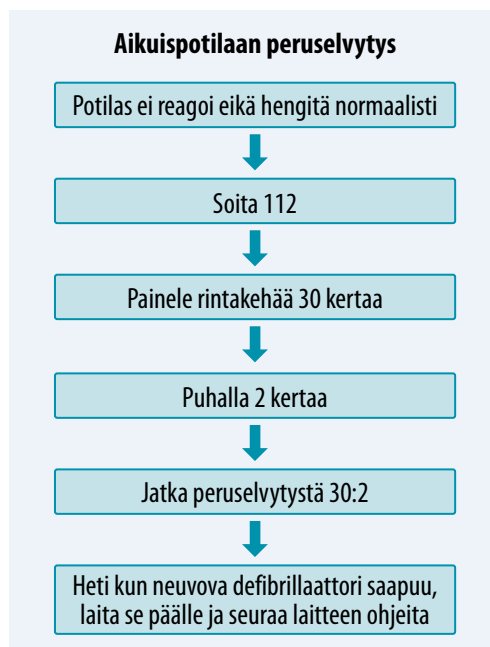 Aikuispotilaan peruselvytys
Potilas ei reagoi eikä hengitä normaalisti
Soita 112
Painele rintakehää 30 kertaa
Puhalla 2 kertaa
Jatka peruselvytystä 30:2
Heti kun neuvova defibrillaattori saapuu,
laita se päälle ja seuraa laitteen ohjeita